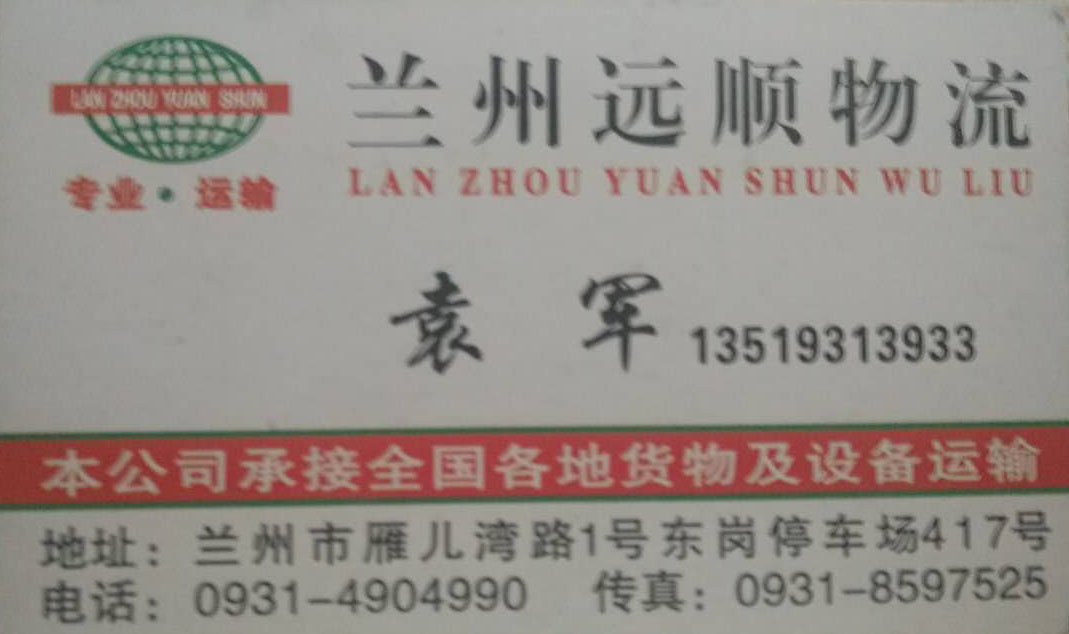 LAN ZHOU YUAN SHUN
专业·运输
兰州远顺物流
LAN ZHOU YUAN SHUN WU LIU
袁军 13519313933
本公司承接全国各地货物及设备运输
地址：兰州市雁儿湾路1号东岗停车场417号
电话：0931-4904990 传真：0931-8597525